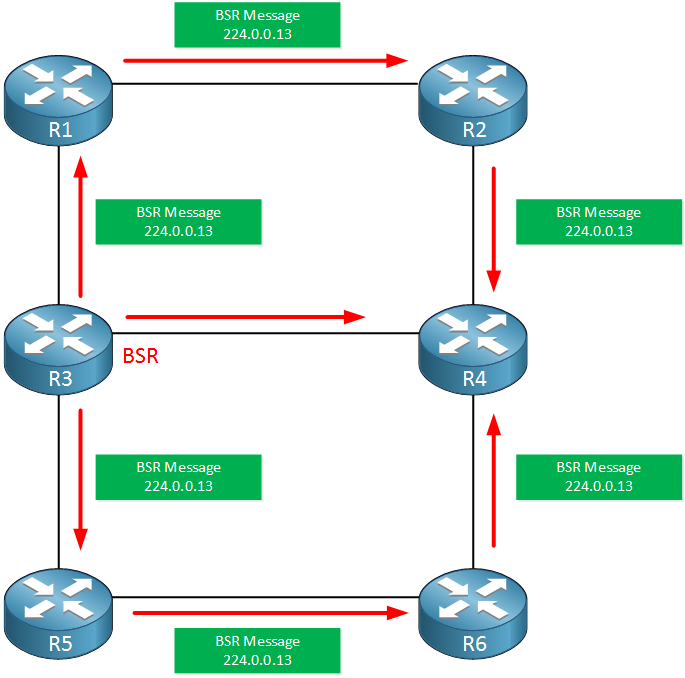 BSR Message
224.0.0.13
R1
R2
BSR Message
224.0.0.13
BSR Message
224.0.0.13
BSR
R3
R4
BSR Message
224.0.0.13
BSR Message
224.0.0.13
R5
R6
BSR Message
224.0.0.13